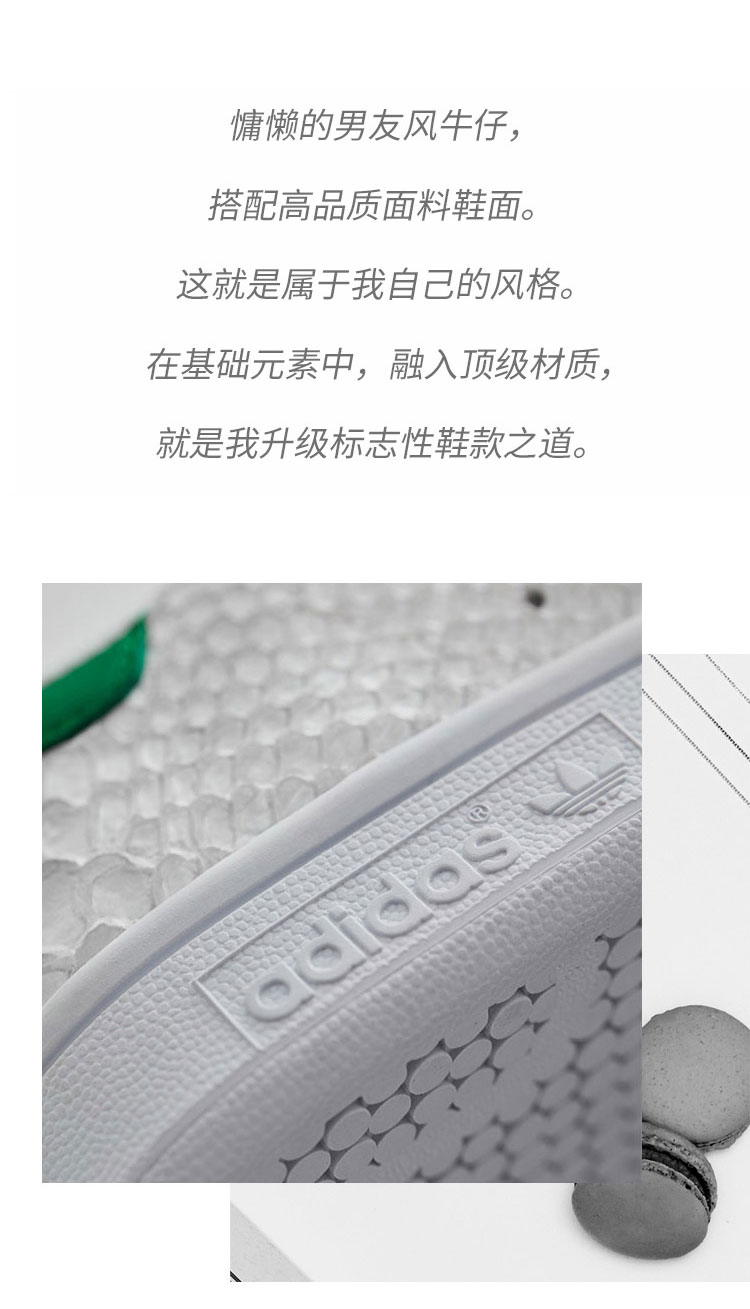 慵懒的男友风牛仔，
搭配高品质面料鞋面。
这就是属于我自己的风格。
在基础元素中，融入顶级材质，
就是我升级标志性鞋款之道。
adidas®